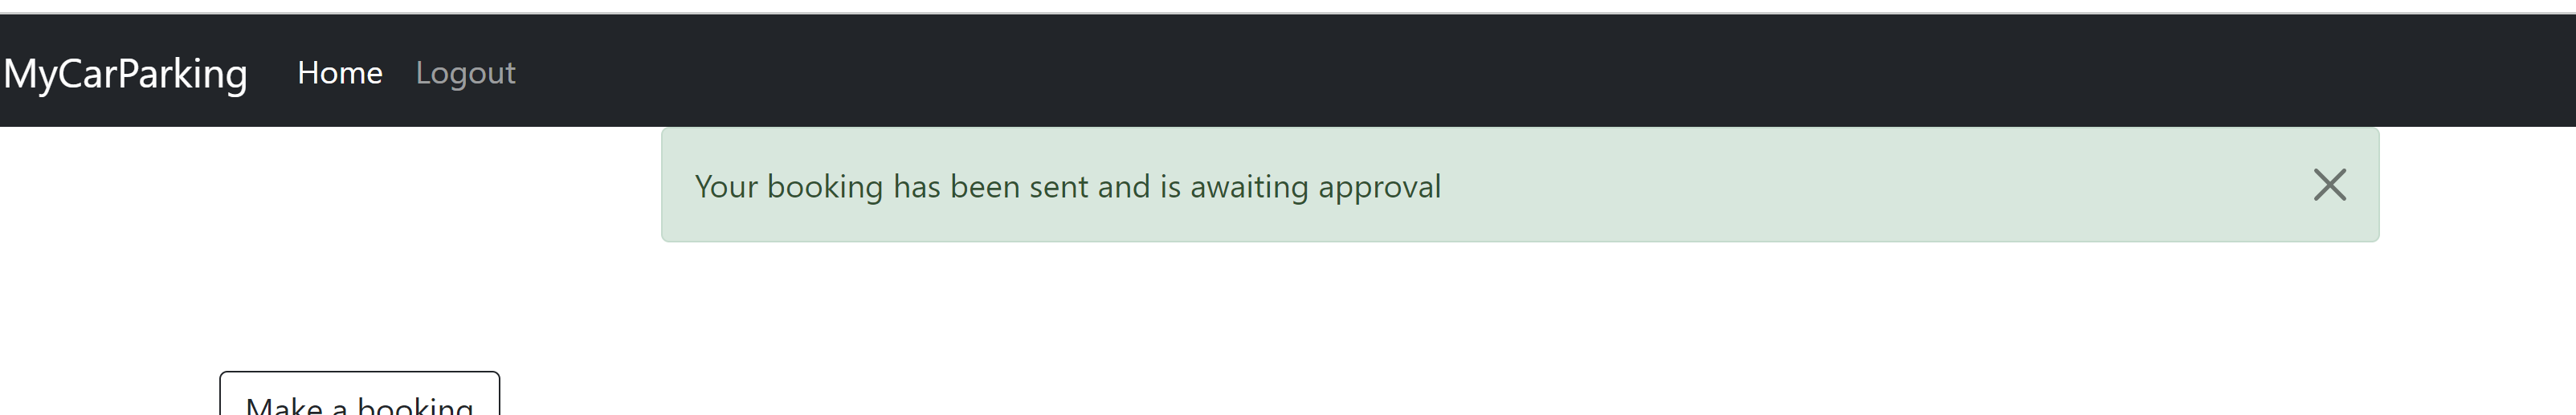 MyCarParking Home Logout
Your booking has been sent and is awaiting approval
Make a booking